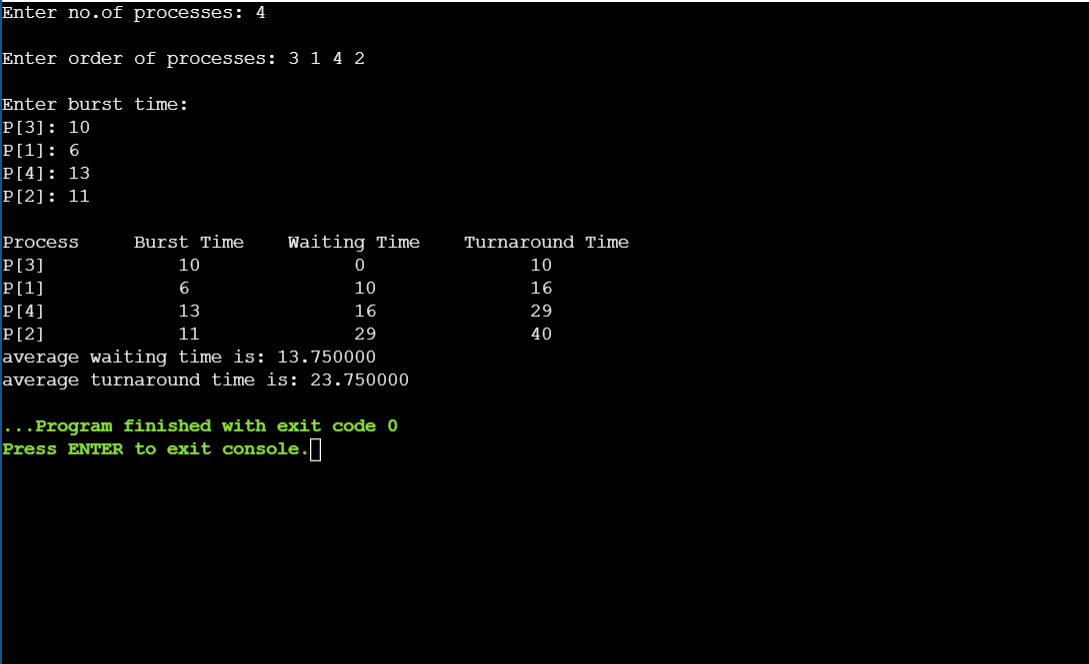 Enter no.of processes: 4
Enter order of processes: 3 1 4 2
Enter burst time:
P[3]: 10
P[1]: 6
P[4]: 13
P[2]: 11
Process Burst Time Waiting Time Turnaround Time
P[3] 10 0 10
P[1] 6 10 16
P[4] 13 16 29
P[2] 11 29 40
average waiting time is: 13.750000
average turnaround time is: 23.750000
...Program finished with exit code 0
Press ENTER to exit console.